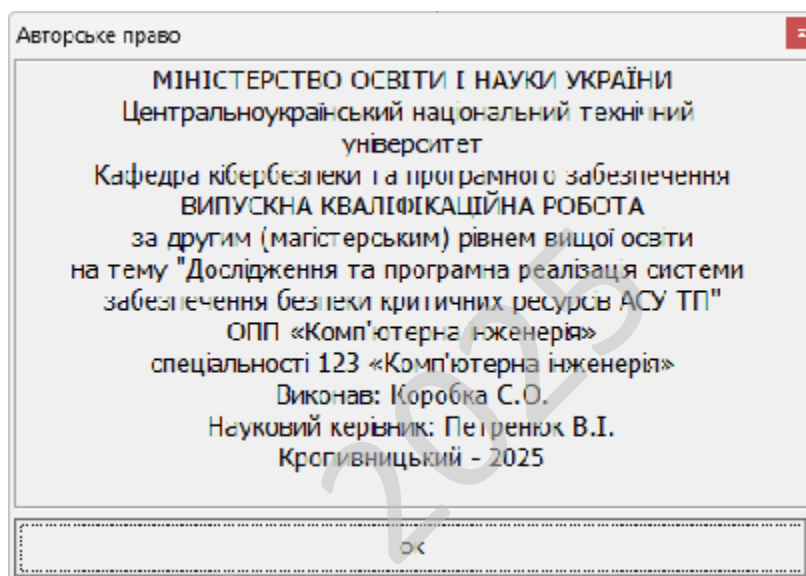 Авторське право
МІНІСТЕРСТВО ОСВІТИ І НАУКИ УКРАЇНИ
Центральноукраїнський національний технічний
університет
Кафедра кібербезпеки та програмного забезпечення
ВИПУСКНА КВАЛІФІКАЦІЙНА РОБОТА
за другим (магістерським) рівнем вищої освіти
на тему "Дослідження та програмна реалізація системи
забезпечення безпеки критичних ресурсів АСУ ТП"
ОПП «Комп'ютерна інженерія»
спеціальності 123 «Комп'ютерна інженерія»
Виконав: Коробка С.О.
Науковий керівник: Петренюк В.І.
Кропивницький - 2025
ок
2025